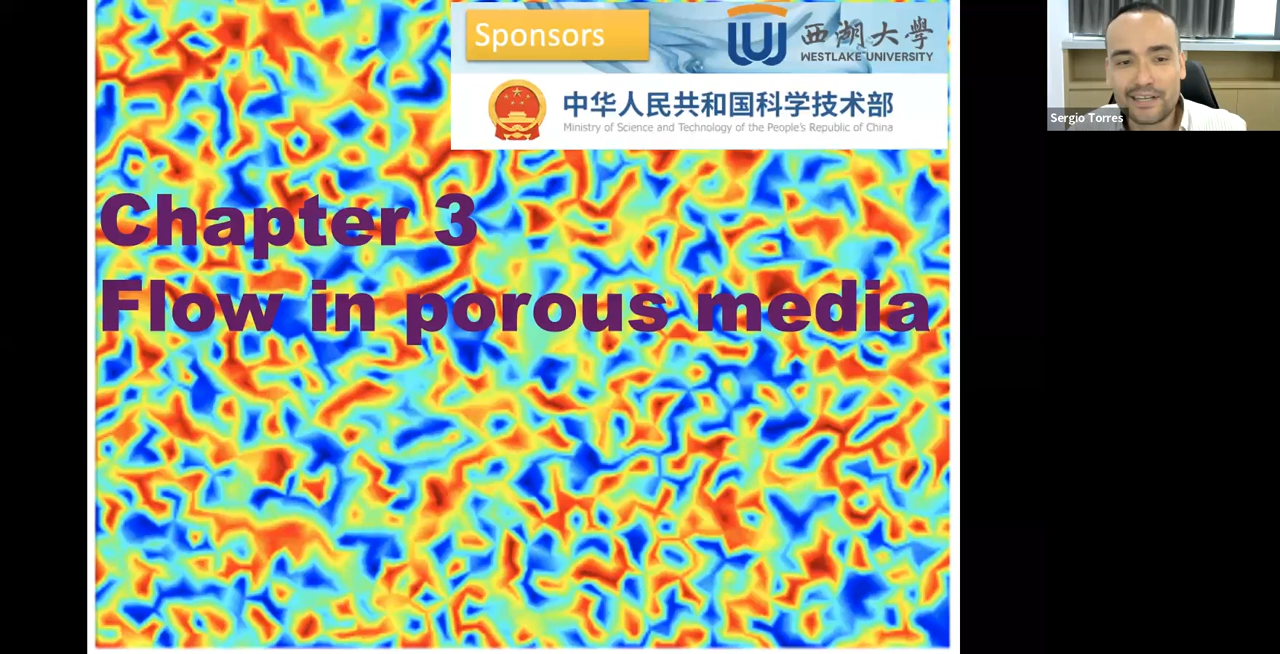 Sponsors
西湖大學
WESTLAKE UNIVERSITY
中华人民共和国科学技术部
Ministry of Science and Technology of the People's Republic of China
Sergio Torres
Chapter 3
Flow in porous media